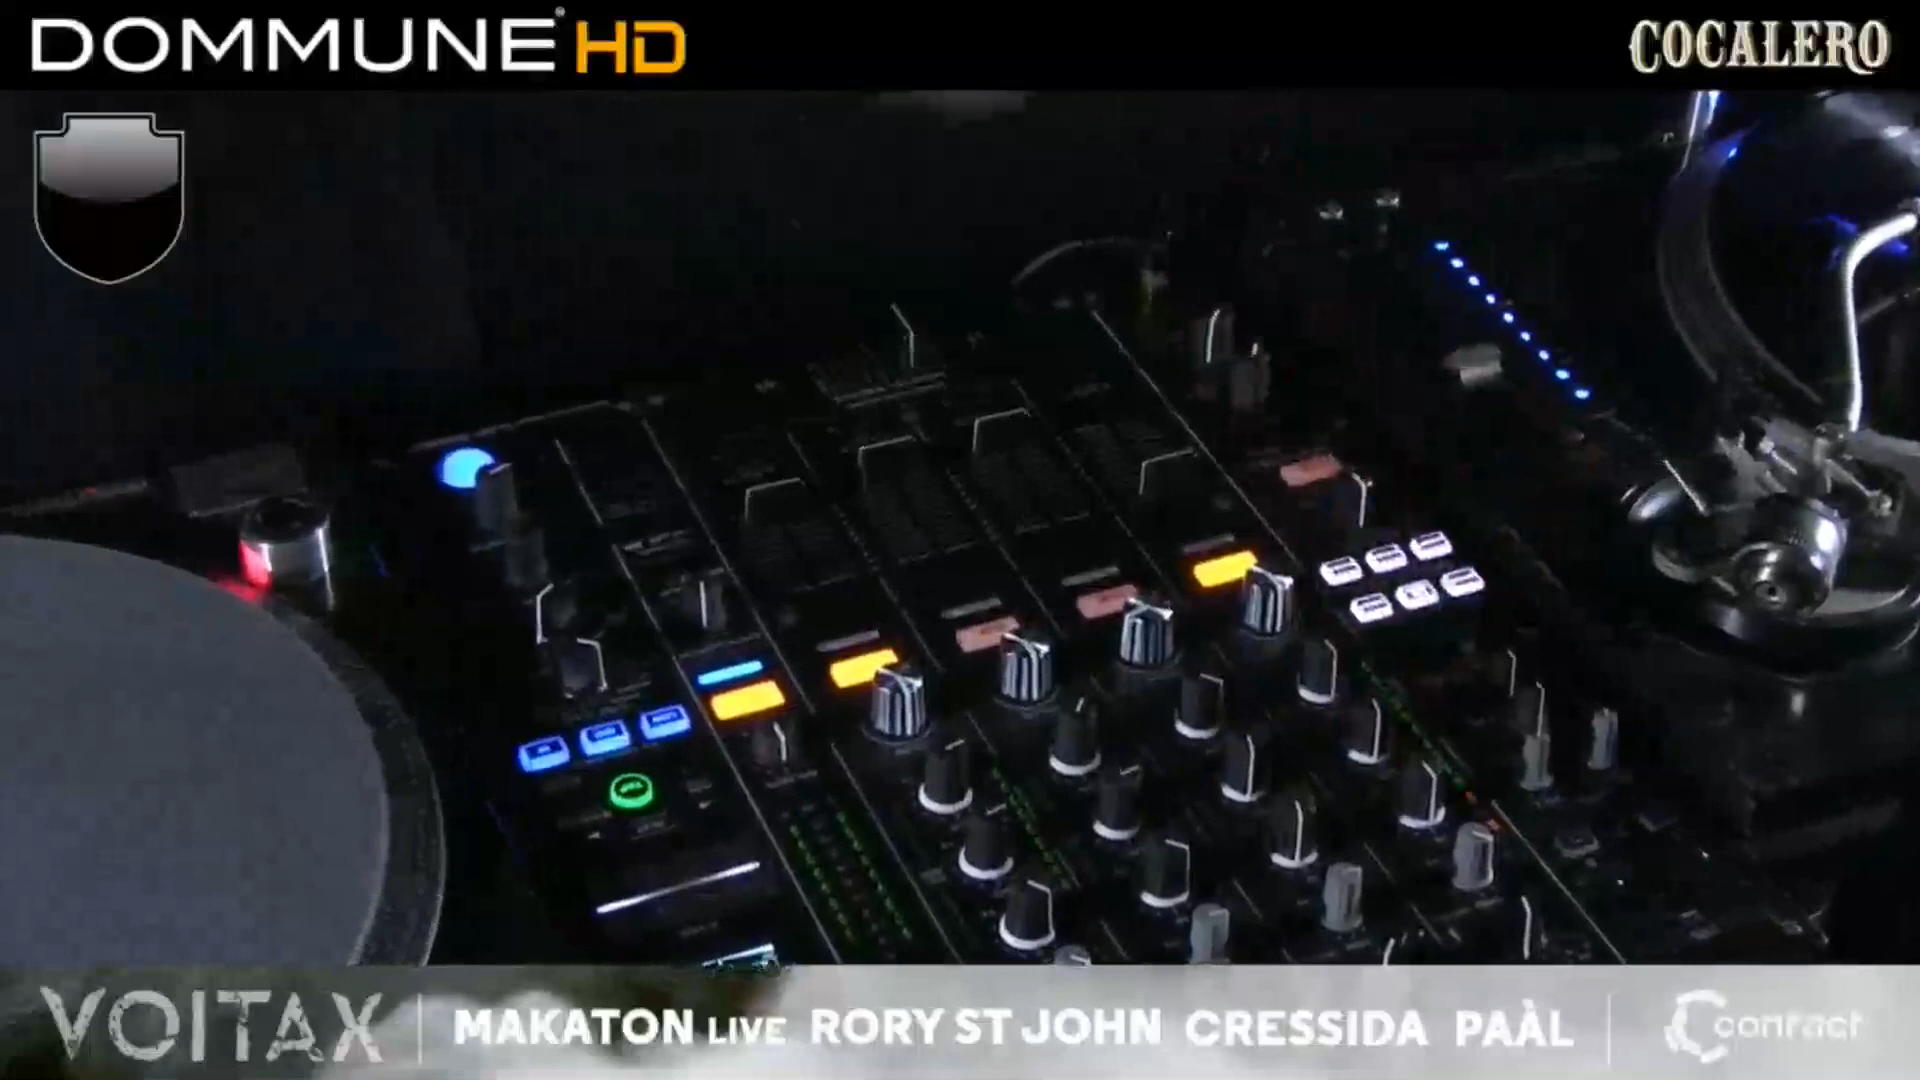 DOMMUNE® HD
COCALERO
VOITAX | MAKATON LIVE RORY ST JOHN CRESSIDA PAÀL | contact